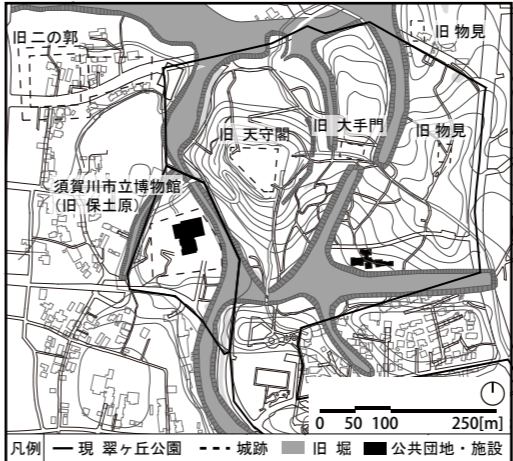 旧 二の郭
旧 物見
旧 天守閣
旧 大手門
旧 物見
須賀川市立博物館
（旧 保土原）
0 50 100 250[m]
凡例 現 翠ヶ丘公園 城跡 旧 堀 公共団地・施設